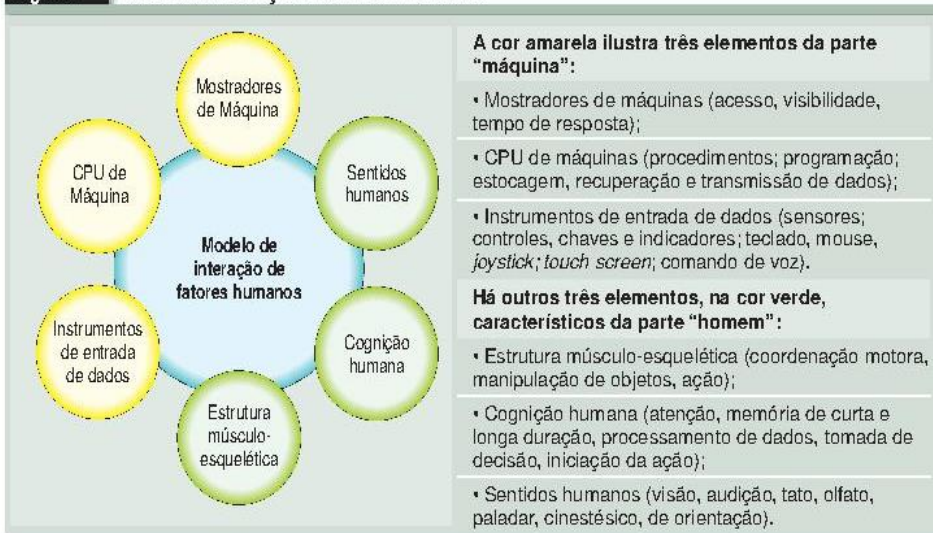 Mostradores
de Máquina
CPU de
Máquina
Sentidos
humanos
Modelo de
interação de
fatores humanos
Instrumentos
de entrada
de dados
Cognição
humana
Estrutura
músculo-
esquelética
A cor amarela ilustra três elementos da parte
“máquina”:
• Mostradores de máquinas (acesso, visibilidade,
tempo de resposta);
• CPU de máquinas (procedimentos; programação;
estocagem, recuperação e transmissão de dados);
• Instrumentos de entrada de dados (sensores;
controles, chaves e indicadores; teclado, mouse,
joystick; touch screen; comando de voz).
Há outros três elementos, na cor verde,
característicos da parte “homem”:
• Estrutura músculo-esquelética (coordenação motora,
manipulação de objetos, ação);
• Cognição humana (atenção, memória de curta e
longa duração, processamento de dados, tomada de
decisão, iniciação da ação);
• Sentidos humanos (visão, audição, tato, olfato,
paladar, cinestésico, de orientação).